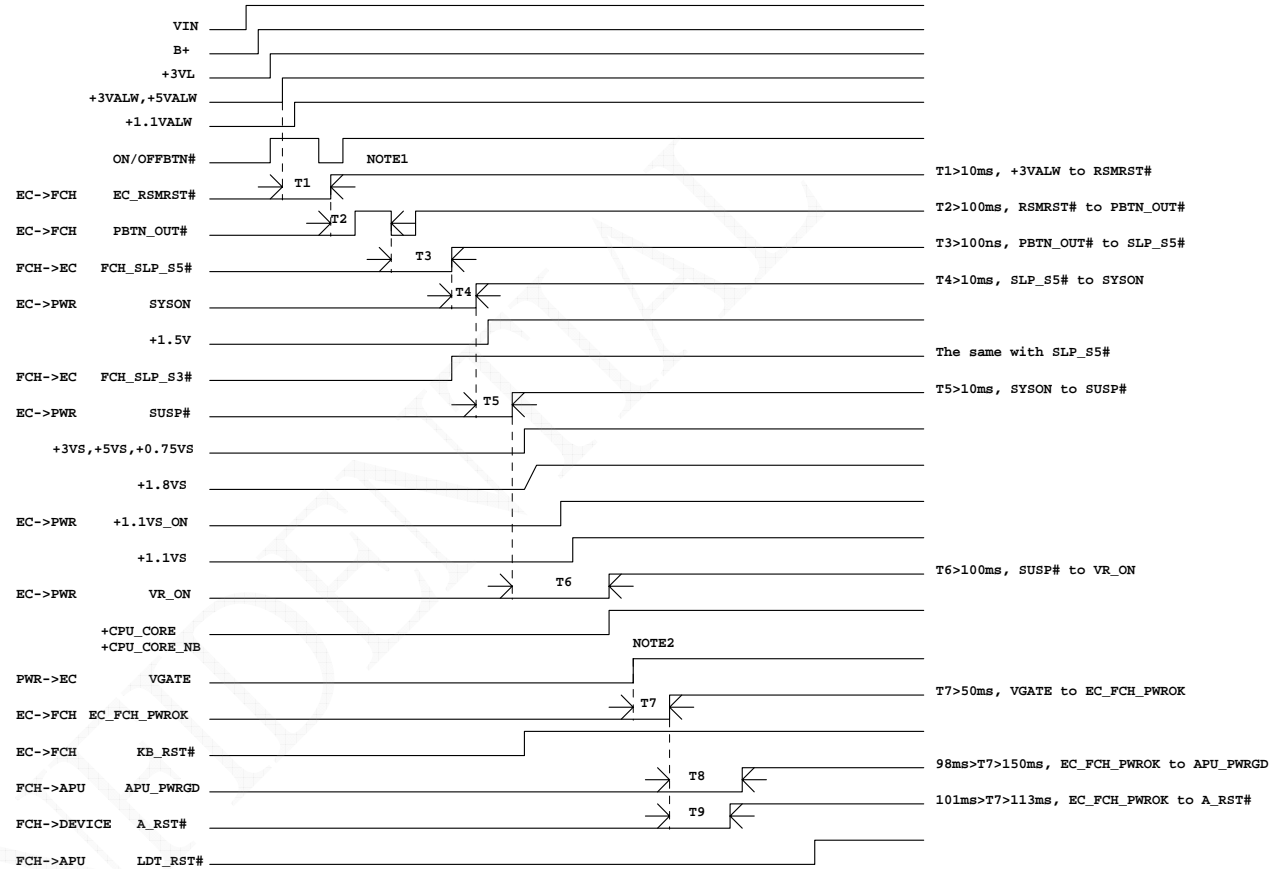 VIN
B+
+3VL
+3VALW,+5VALW
+1.1VALW
ON/OFFBTN# NOTE1
EC->FCH EC_RSMRST# T1 T1>10ms, +3VALW to RSMRST#
EC->FCH PBTN_OUT# T2 T2>100ms, RSMRST# to PBTN_OUT#
FCH->EC FCH_SLP_S5# T3 T3>100ns, PBTN_OUT# to SLP_S5#
EC->PWR SYSON T4 T4>10ms, SLP_S5# to SYSON
+1.5V
FCH->EC FCH_SLP_S3# The same with SLP_S5#
EC->PWR SUSP# T5 T5>10ms, SYSON to SUSP#
+3VS,+5VS,+0.75VS
+1.8VS
EC->PWR +1.1VS_ON
+1.1VS
EC->PWR VR_ON T6 T6>100ms, SUSP# to VR_ON
+CPU_CORE
+CPU_CORE_NB
NOTE2
PWR->EC VGATE
EC->FCH EC_FCH_PWROK T7 T7>50ms, VGATE to EC_FCH_PWROK
EC->FCH KB_RST#
FCH->APU APU_PWRGD T8 98ms>T7>150ms, EC_FCH_PWROK to APU_PWRGD
FCH->DEVICE A_RST# T9 101ms>T7>113ms, EC_FCH_PWROK to A_RST#
FCH->APU LDT_RST#
NFIDENTIAL